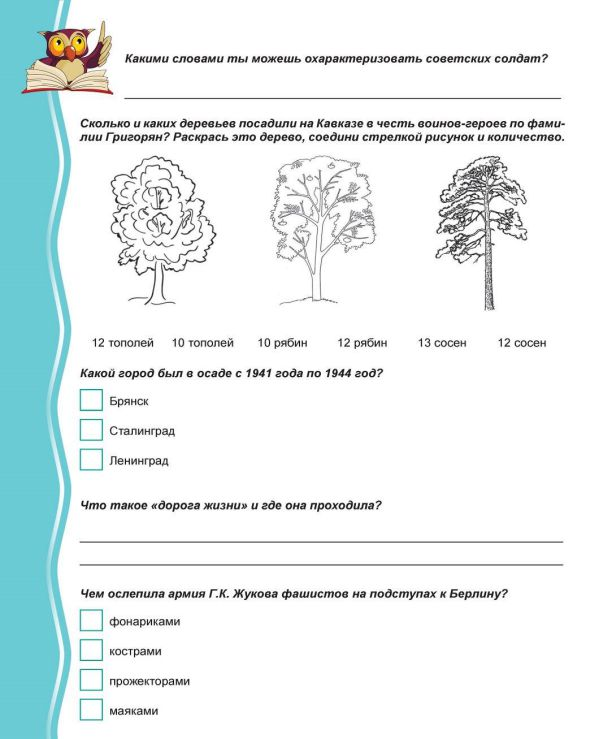 Какими словами ты можешь охарактеризовать советских солдат?
Сколько и каких деревьев посадили на Кавказе в честь воинов-героев по фами-
лии Григорян? Раскрась это дерево, соедини стрелкой рисунок и количество.
12 тополей 10 тополей 10 рябин 12 рябин 13 сосен 12 сосен
Какой город был в осаде с 1941 года по 1944 год?
Брянск
Сталинград
Ленинград
Что такое «дорога жизни» и где она проходила?
Чем ослепила армия Г.К. Жукова фашистов на подступах к Берлину?
фонариками
кострами
прожекторами
маяками